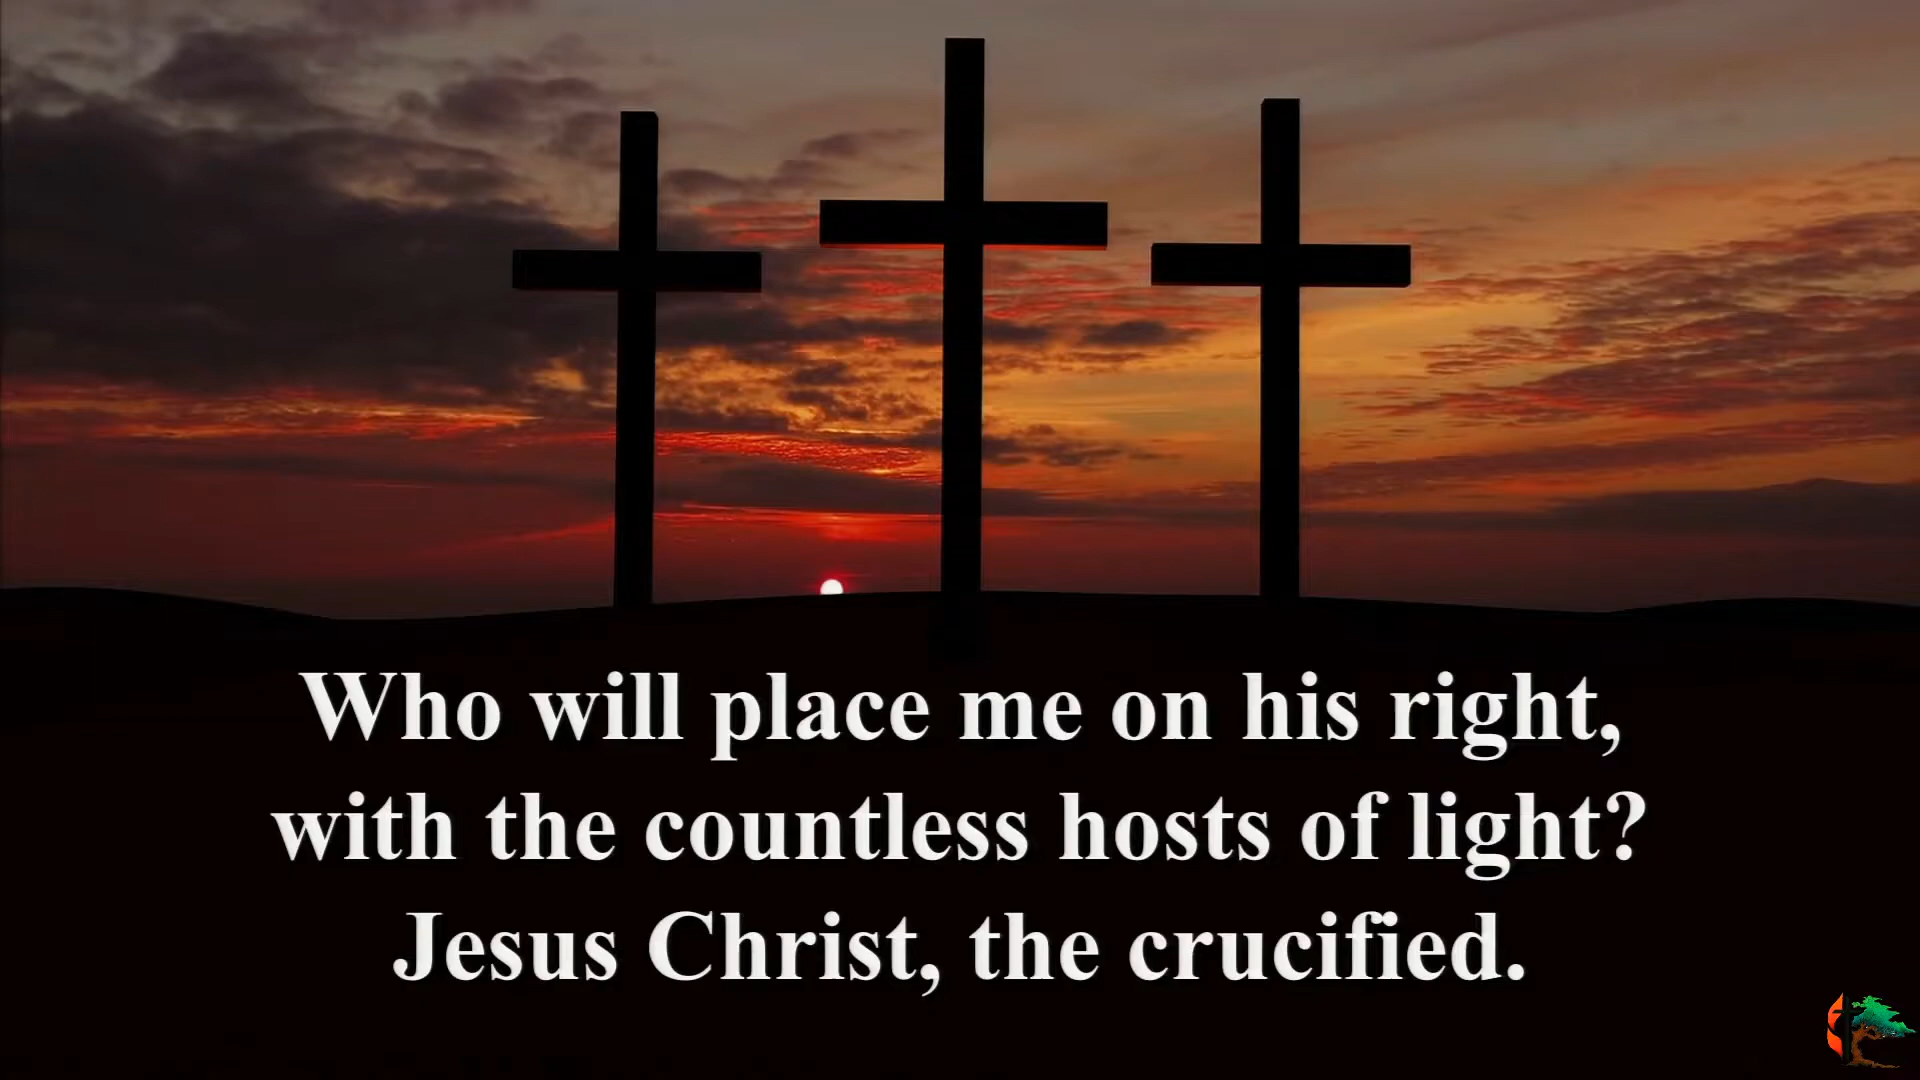 Who will place me on his right,
with the countless hosts of light?
Jesus Christ, the crucified.